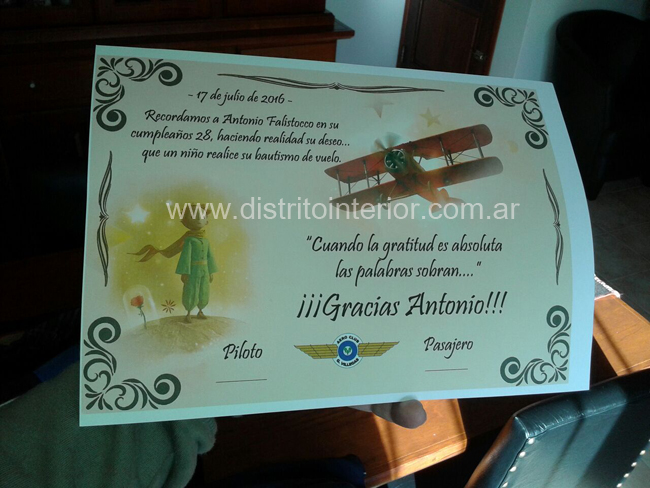 - 17 de julio de 2016 -
Recordamos a Antonio Falistocco en su
cumpleaños 28, haciendo realidad su deseo...
que un niño realice su bautismo de vuelo.
www.distritointerior.com.ar
"Cuando la gratitud es absoluta
las palabras sobran...."
¡¡¡Gracias Antonio!!!
Piloto
AERO CLUB
Pasajero